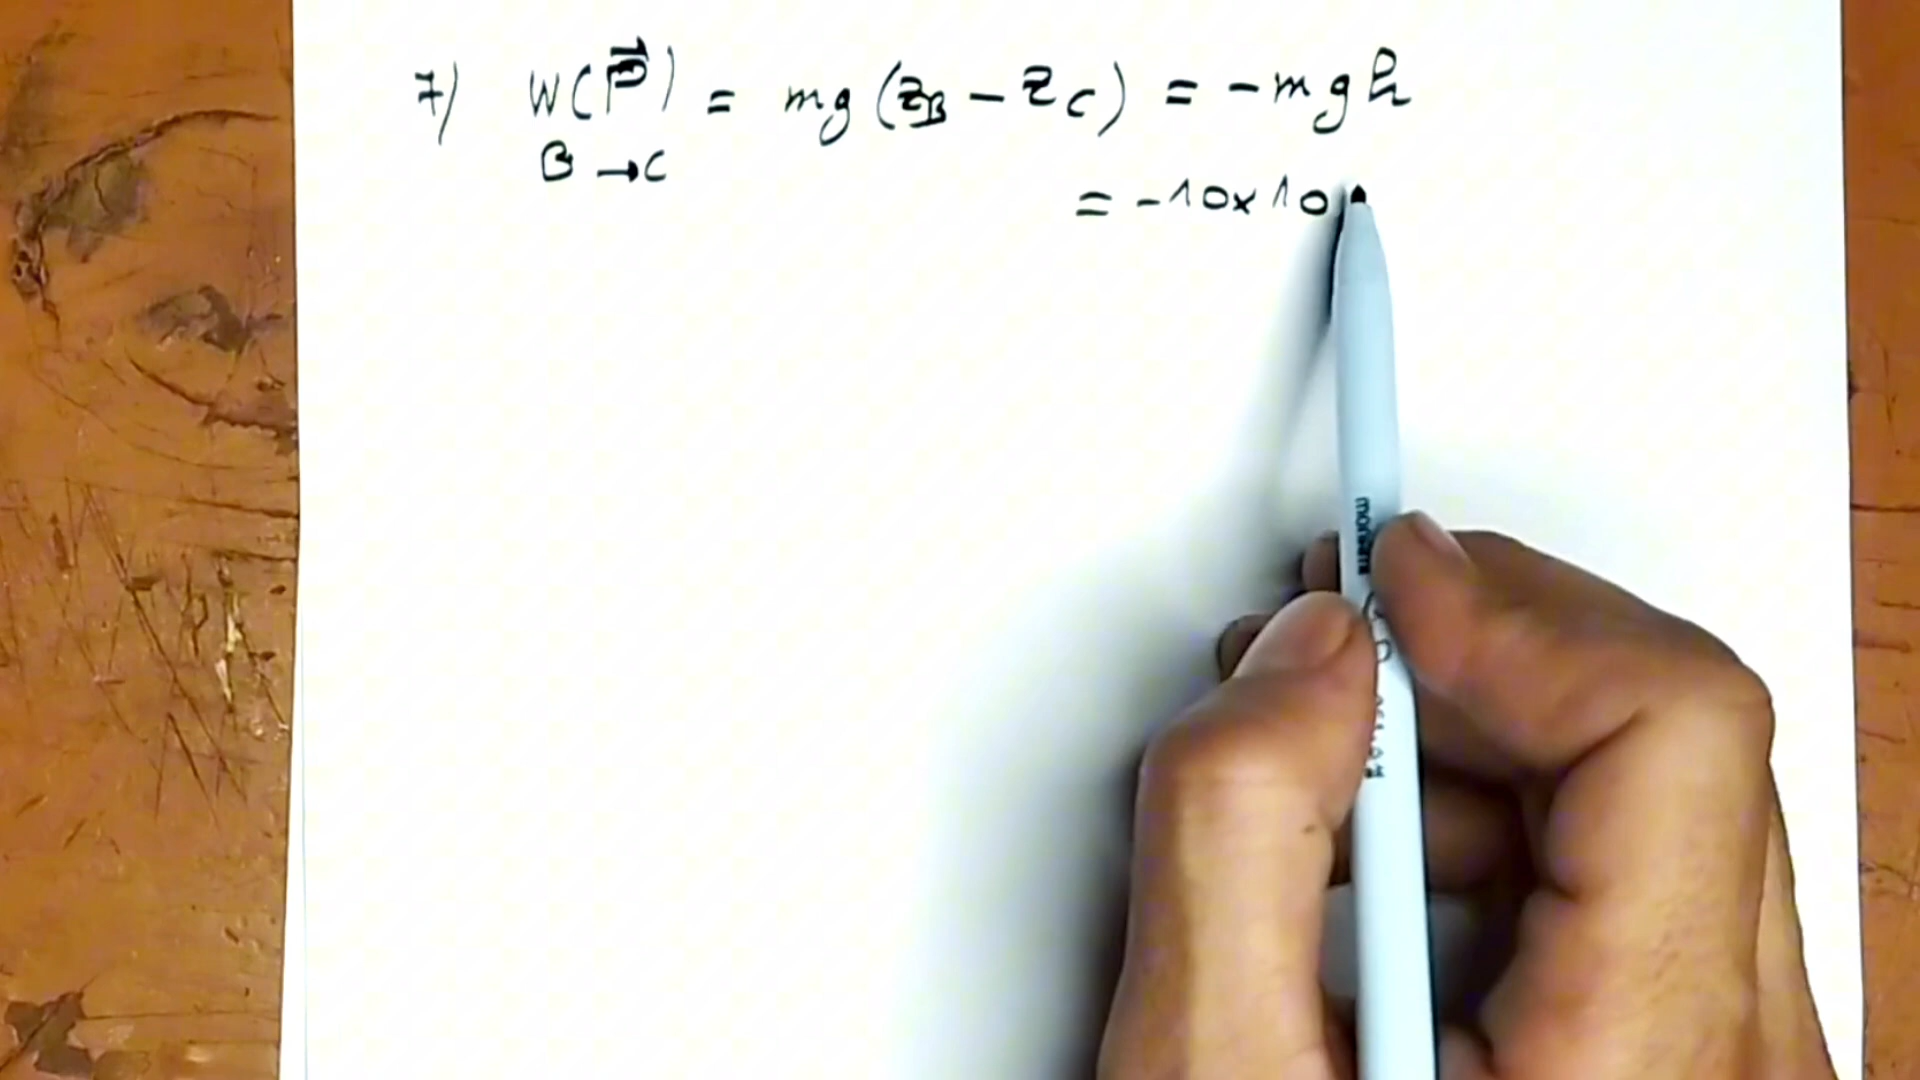 7) W(P⃗) = mg(z_B - z_C) = -mgh
B → C
= -10 x 10